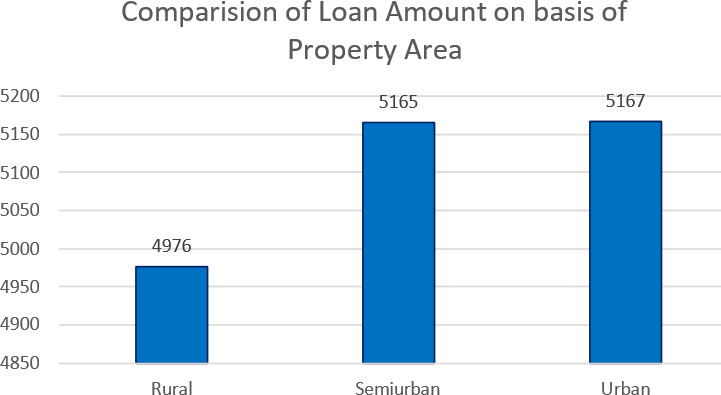 Comparision of Loan Amount on basis of
Property Area
5200
5150
5100
5050
5000
4950
4900
4850
4976
5165
5167
Rural
Semiurban
Urban